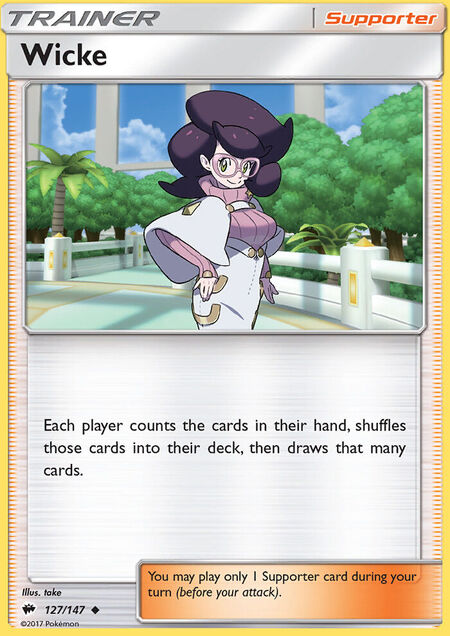 TRAINER Supporter
Wicke
Each player counts the cards in their hand, shuffles
those cards into their deck, then draws that many
cards.
Illus. take
You may play only 1 Supporter card during your
turn (before your attack).
127/147
©2017 Pokémon